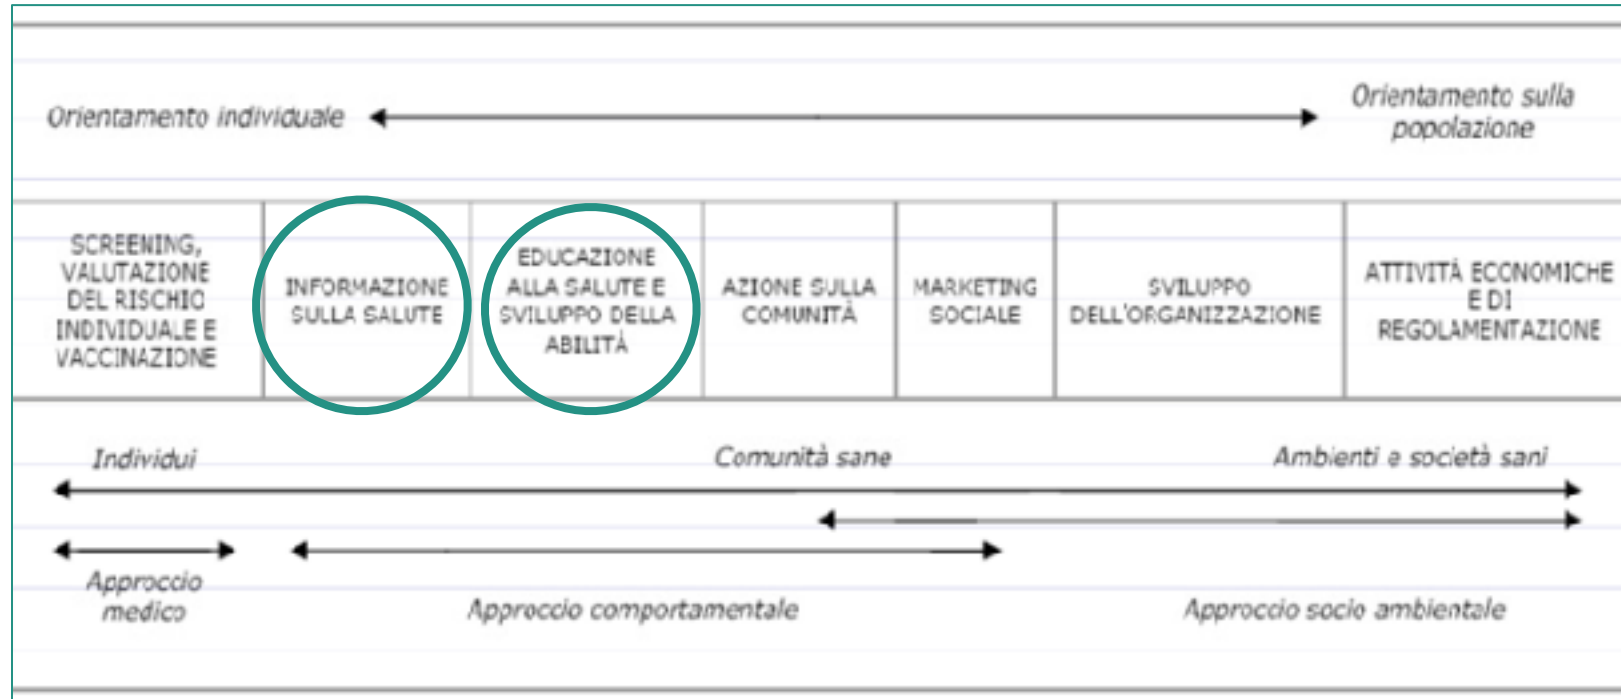 Orientamento individuale
Orientamento sulla
popolazione
SCREENING,
VALUTAZIONE
DEL RISCHIO
INDIVIDUALE E
VACCINAZIONE
INFORMAZIONE
SULLA SALUTE
EDUCAZIONE
ALLA SALUTE E
SVILUPPO DELLA
ABILITÀ
AZIONE SULLA
COMUNITÀ
MARKETING
SOCIALE
SVILUPPO
DELL'ORGANIZZAZIONE
ATTIVITÀ ECONOMICHE
E DI
REGOLAMENTAZIONE
Individui
Comunità sane
Ambienti e società sani
Approccio
medico
Approccio comportamentale
Approccio socio ambientale